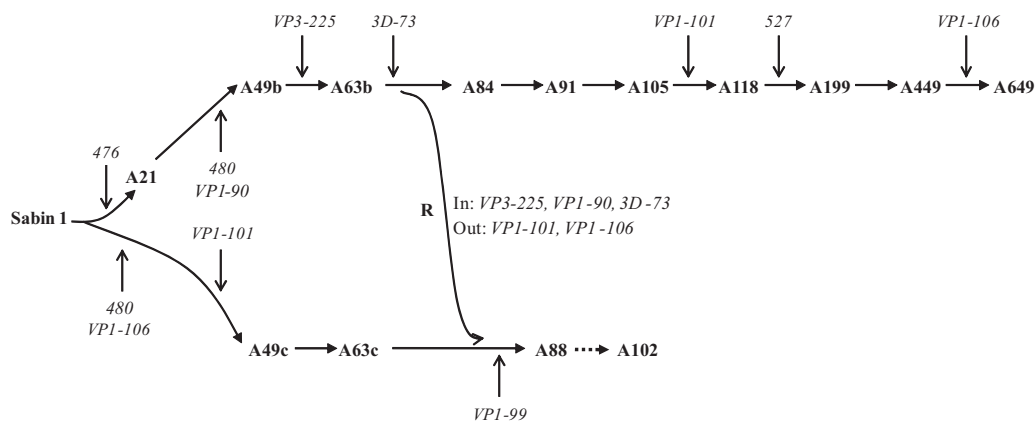 VP3-225 3D-73 VP1-101 527 VP1-106
A49b A63b A84 A91 A105 A118 A199 A449 A649
476
A21
480
VP1-90
Sabin 1
R
In: VP3-225, VP1-90, 3D-73
Out: VP1-101, VP1-106
VP1-101
480
VP1-106
A49c A63c A88 A102
VP1-99